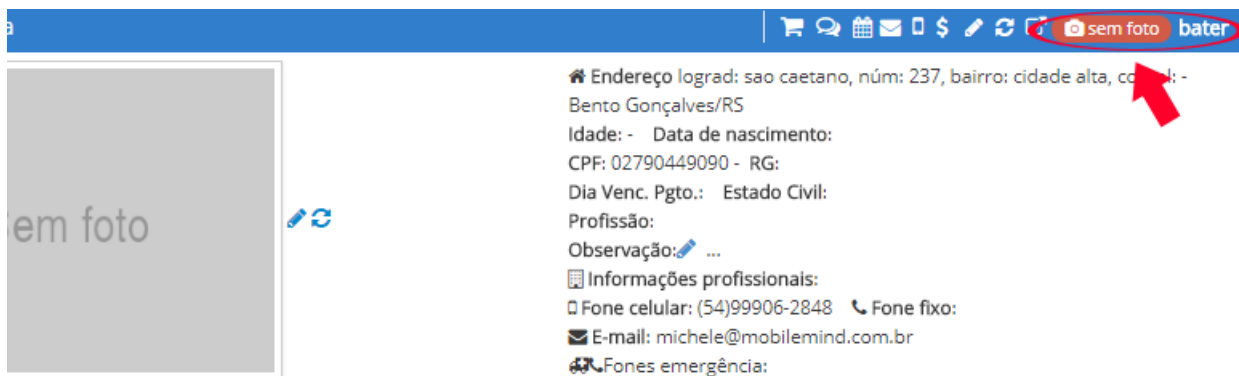 a
$ sem foto bater
Sem foto
Endereço lograd: sao caetano, núm: 237, bairro: cidade alta, -
Bento Gonçalves/RS
Idade: - Data de nascimento:
CPF: 02790449090 - RG:
Dia Venc. Pgto.: Estado Civil:
Profissão:
Observação: ...
Informações profissionais:
Fone celular: (54)99906-2848 Fone fixo:
E-mail: michele@mobilemind.com.br
Fones emergência: